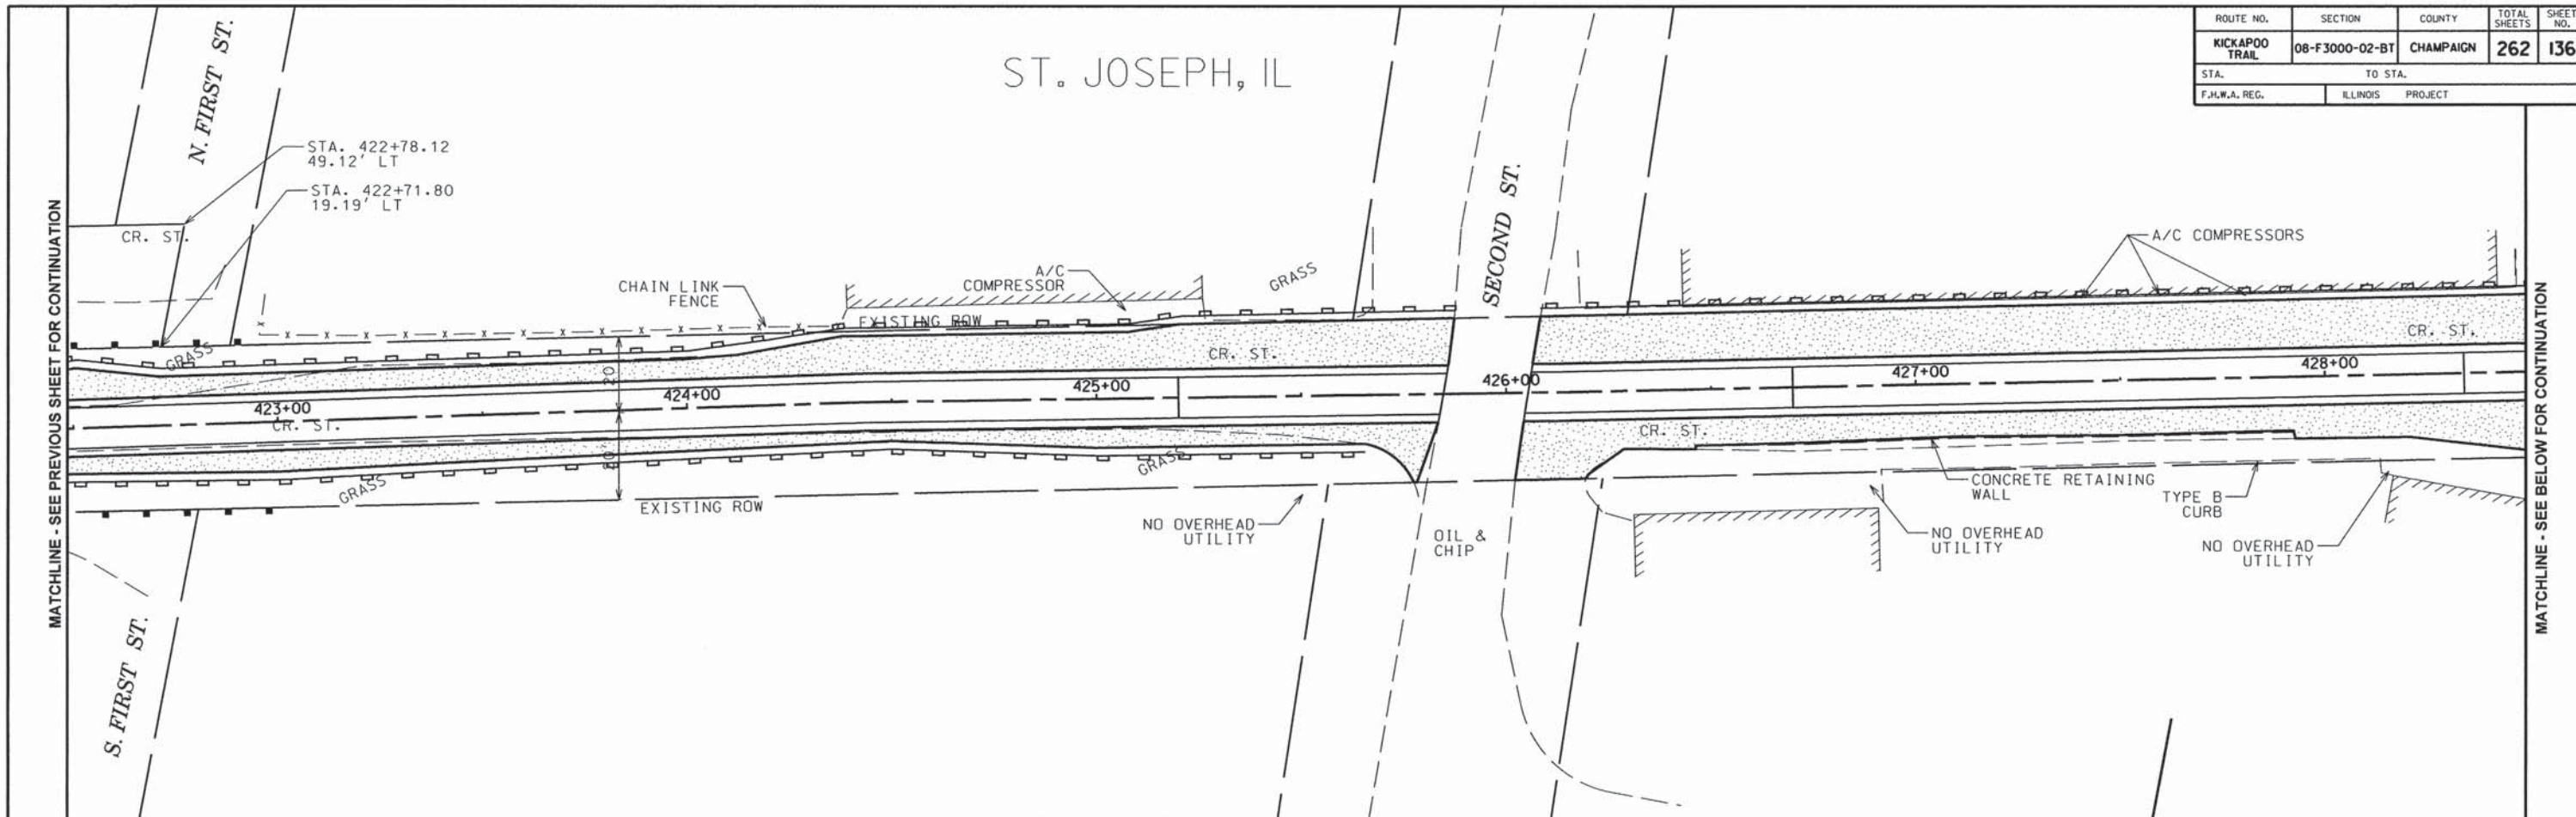 ST. JOSEPH, IL
ROUTE NO.
SECTION
COUNTY
TOTAL SHEETS
SHEET NO.
KICKAPOO TRAIL
08-F3000-02-BT
CHAMPAIGN
262
136
STA.
TO STA.
F.H.W.A. REG.
ILLINOIS
PROJECT
MATCHLINE - SEE PREVIOUS SHEET FOR CONTINUATION
N. FIRST ST.
STA. 422+78.12
49.12' LT
STA. 422+71.80
19.19' LT
CR. ST.
GRASS
CHAIN LINK
FENCE
A/C
COMPRESSOR
EXISTING ROW
GRASS
SECOND ST.
A/C COMPRESSORS
CR. ST.
CR. ST.
20'
423+00
424+00
425+00
426+00
427+00
428+00
CR. ST.
CR. ST.
GRASS
GRASS
EXISTING ROW
NO OVERHEAD
UTILITY
OIL &
CHIP
CONCRETE RETAINING
WALL
NO OVERHEAD
UTILITY
TYPE B
CURB
NO OVERHEAD
UTILITY
S. FIRST ST.
MATCHLINE - SEE BELOW FOR CONTINUATION